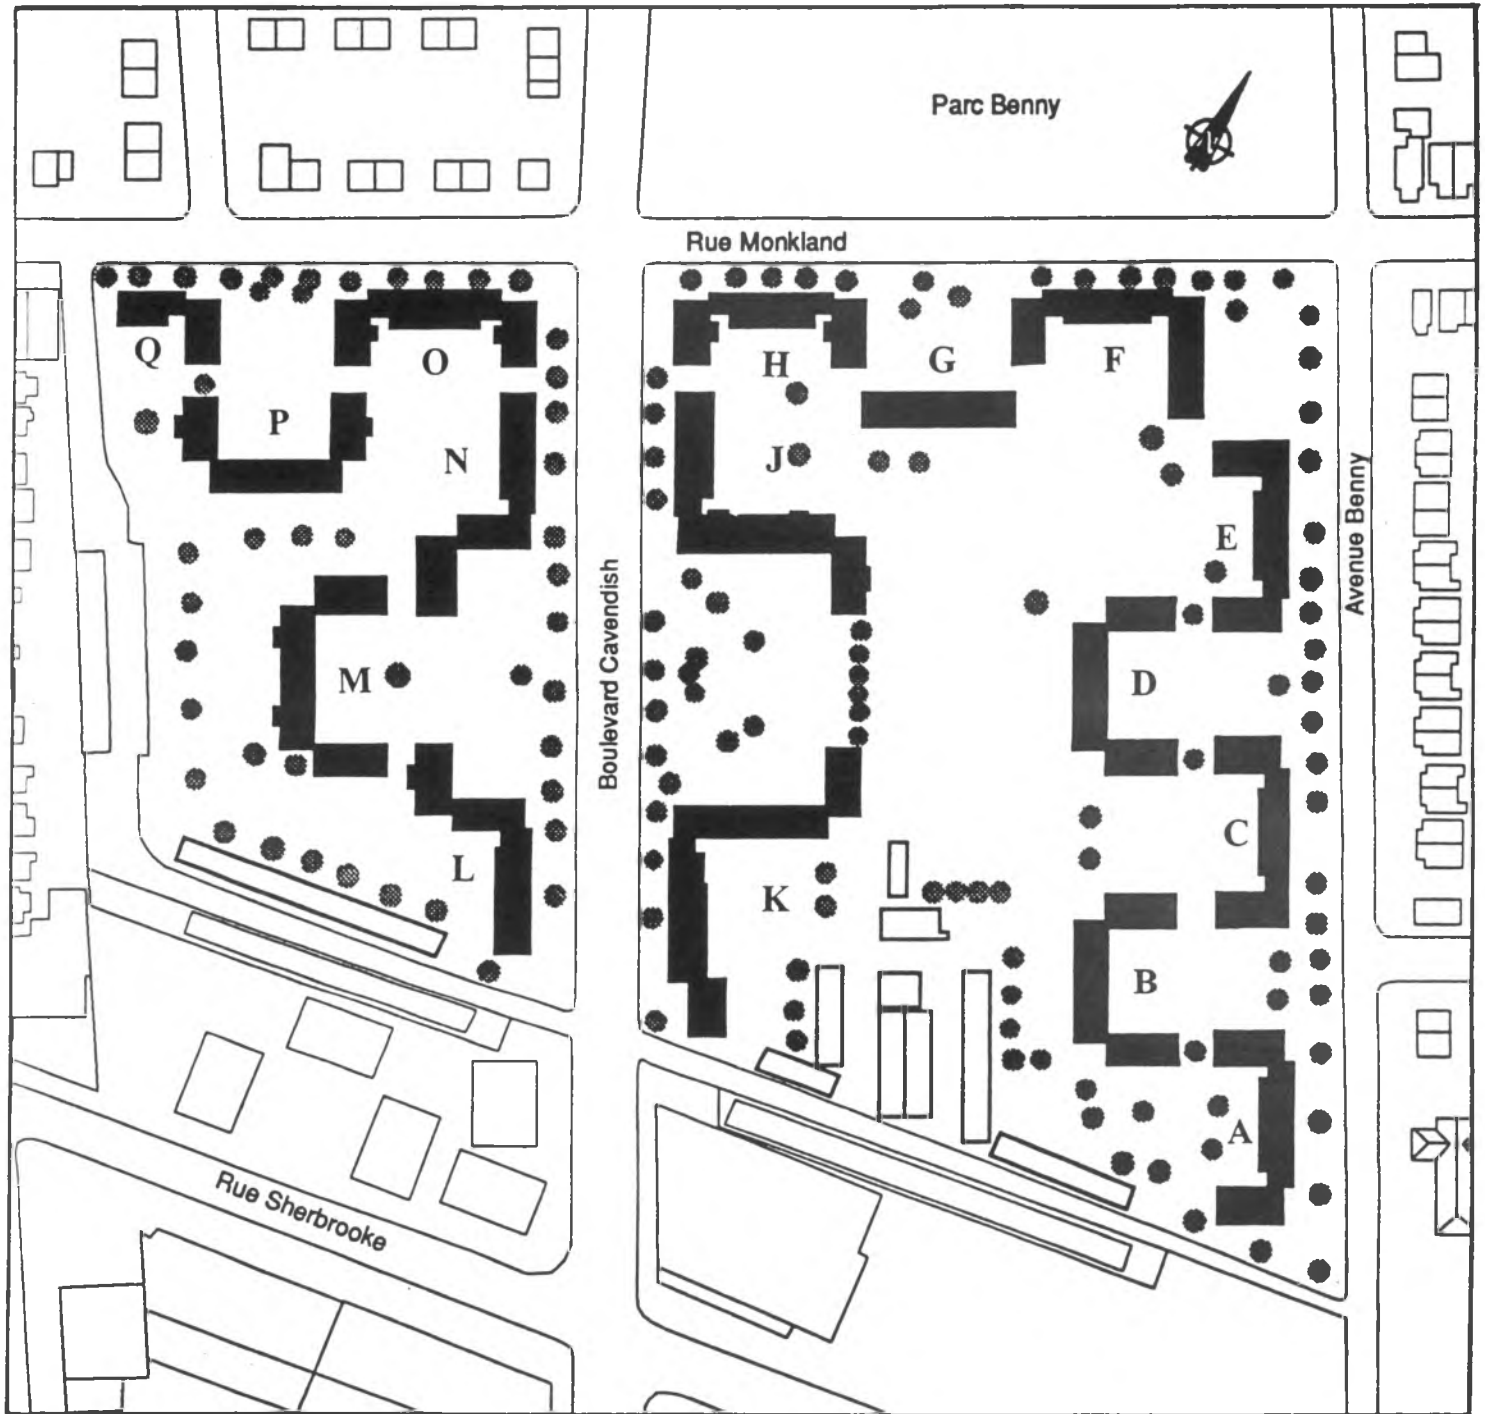 Parc Benny
Rue Monkland
Q
O
H
G
F
P
N
J
E
Boulevard Cavendish
Avenue Benny
M
D
L
C
K
B
A
Rue Sherbrooke